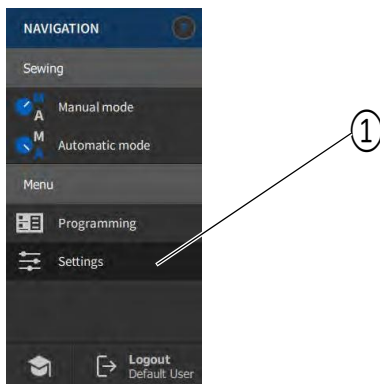 NAVIGATION
Sewing
M
A
Manual mode
M
A
Automatic mode
Menu
Programming
Settings
1
Logout
Default User